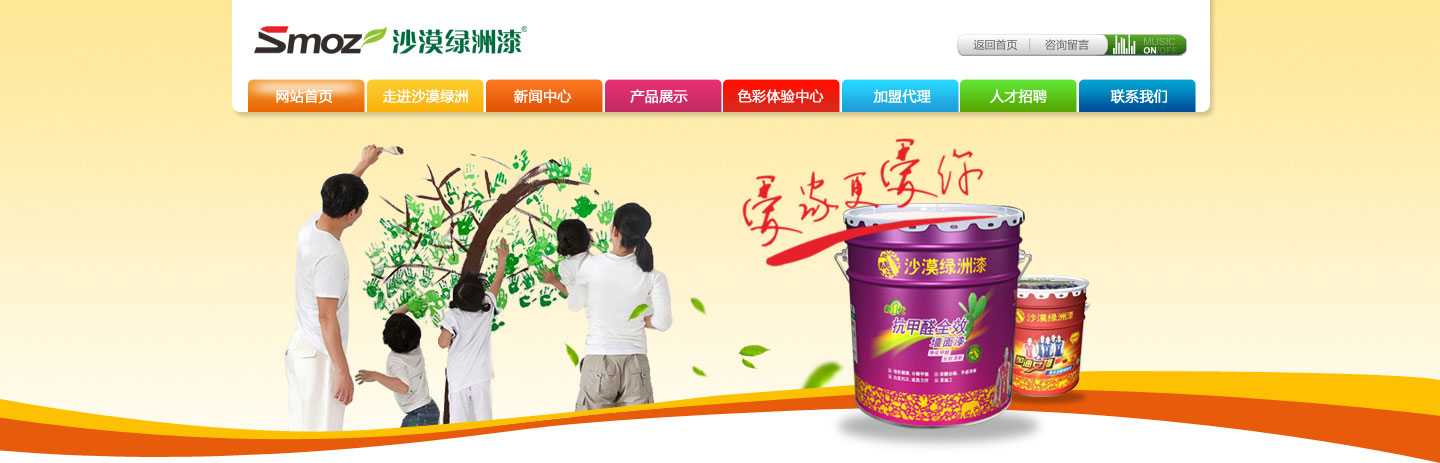 Smoz 沙漠绿洲漆®
返回首页 咨询留言 MUSIC
ON/OFF
网站首页 走进沙漠绿洲 新闻中心 产品展示 色彩体验中心 加盟代理 人才招聘 联系我们
爱家更爱你
沙漠绿洲漆
抗甲醛全效
墙面漆
净化甲醛
沙漠绿洲漆